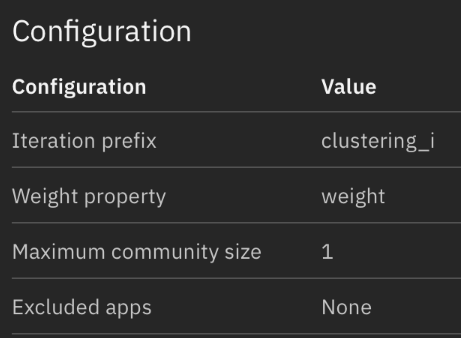 Configuration
Configuration Value
Iteration prefix clustering_i
Weight property weight
Maximum community size 1
Excluded apps None